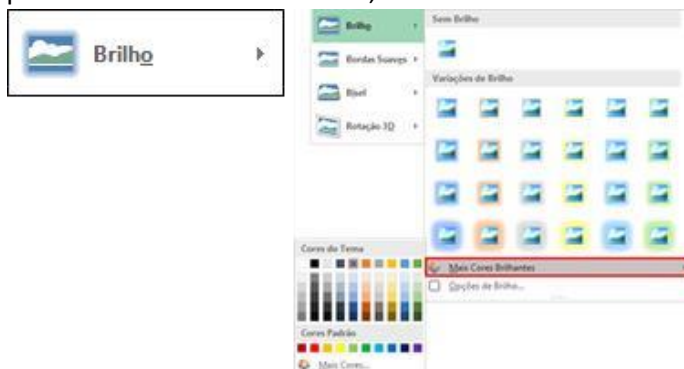 Brilho
Brilho
Bordas Suaves
Bisel
Rotação 3D
Sem Brilho
Variações de Brilho
Mais Cores Brilhantes
Opções de Brilho...
Cores do Tema
Cores Padrão
Mais Cores...